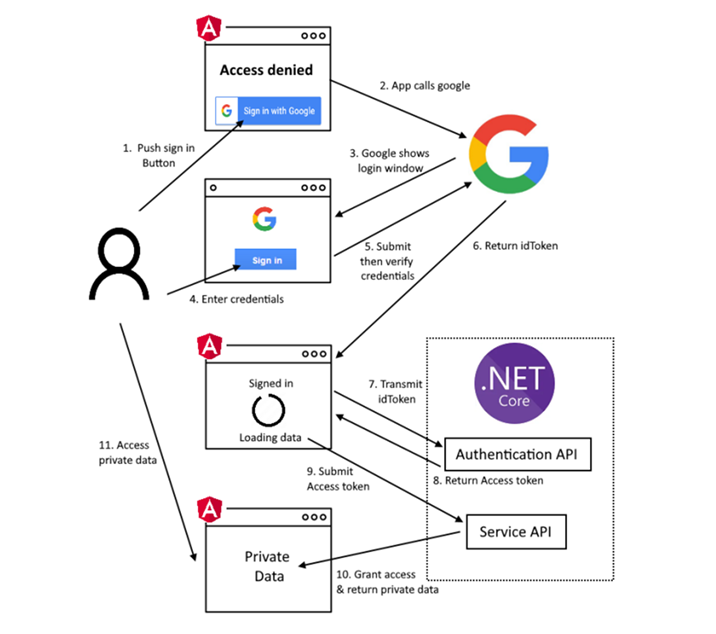 A
Access denied
Sign in with Google
2. App calls google
1. Push sign in
Button
3. Google shows
login window
G
Sign in
5. Submit
then verify
credentials
6. Return idToken
4. Enter credentials
A
Signed in
Loading data
7. Transmit
idToken
.NET
Core
Authentication API
8. Return Access token
9. Submit
Access token
11. Access
private data
A
Private
Data
Service API
10. Grant access
& return private data